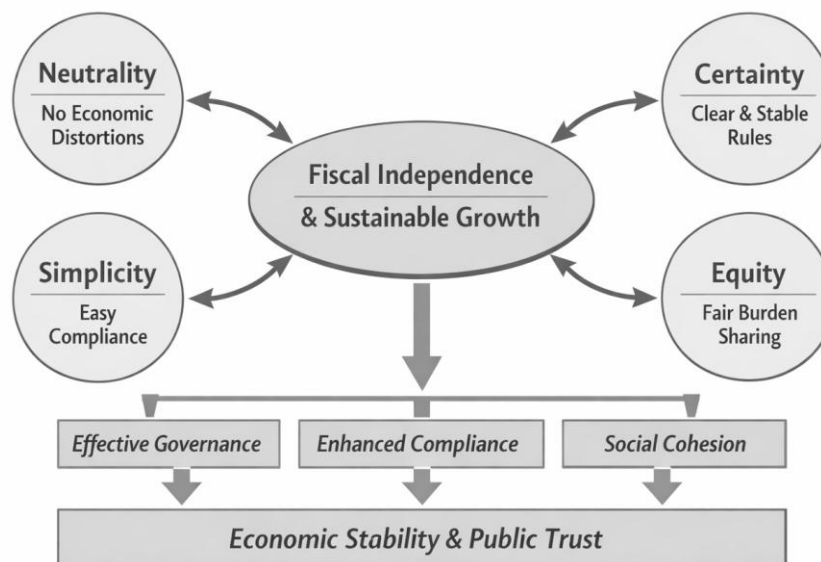 Neutrality
No Economic
Distortions
Certainty
Clear & Stable
Rules
Fiscal Independence
& Sustainable Growth
Simplicity
Easy
Compliance
Equity
Fair Burden
Sharing
Effective Governance
Enhanced Compliance
Social Cohesion
Economic Stability & Public Trust